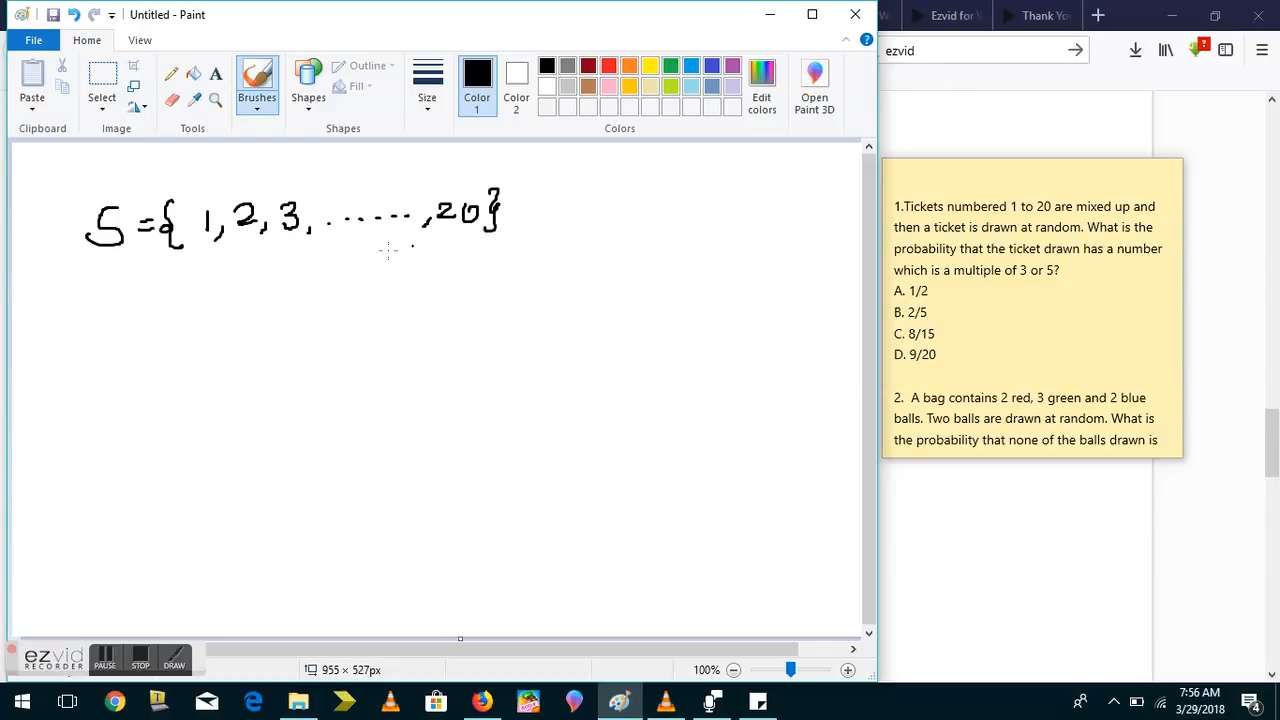 Untitled - Paint
Ezvid for
Thank Yo
File
Home
View
ezvid
Paste
Select
Brushes
Shapes
Outline
Fill
Size
Color 1
Color 2
Edit colors
Open Paint 3D
Clipboard
Image
Tools
Shapes
Colors
S = { 1, 2, 3, ......., 20}
1.Tickets numbered 1 to 20 are mixed up and
then a ticket is drawn at random. What is the
probability that the ticket drawn has a number
which is a multiple of 3 or 5?
A. 1/2
B. 2/5
C. 8/15
D. 9/20
2. A bag contains 2 red, 3 green and 2 blue
balls. Two balls are drawn at random. What is
the probability that none of the balls drawn is
ezvid
RECORDER
PAUSE
STOP
DRAW
955 × 527px
100%
7:56 AM
3/29/2018
4